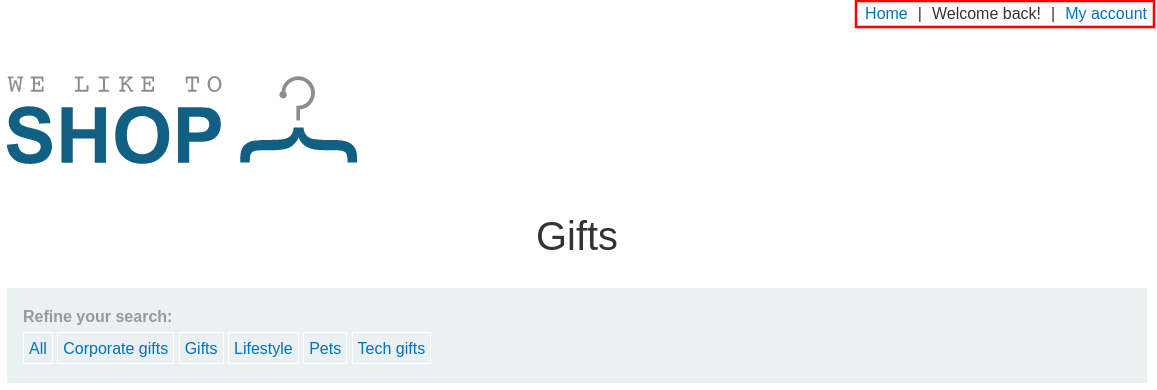 Home | Welcome back! | My account
WE LIKE TO
SHOP
Gifts
Refine your search:
All Corporate gifts Gifts Lifestyle Pets Tech gifts